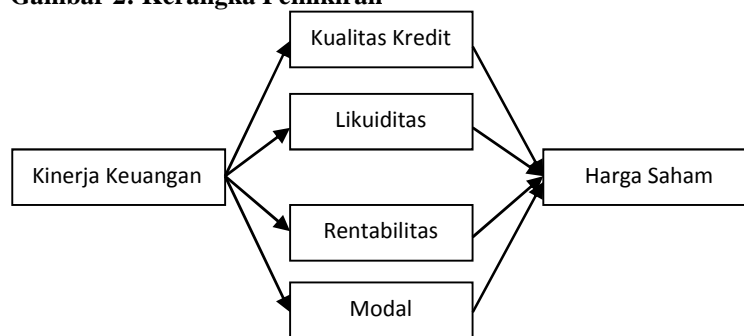 Gambar 2: Kerangka Pemikiran
Kualitas Kredit
Likuiditas
Kinerja Keuangan
Harga Saham
Rentabilitas
Modal